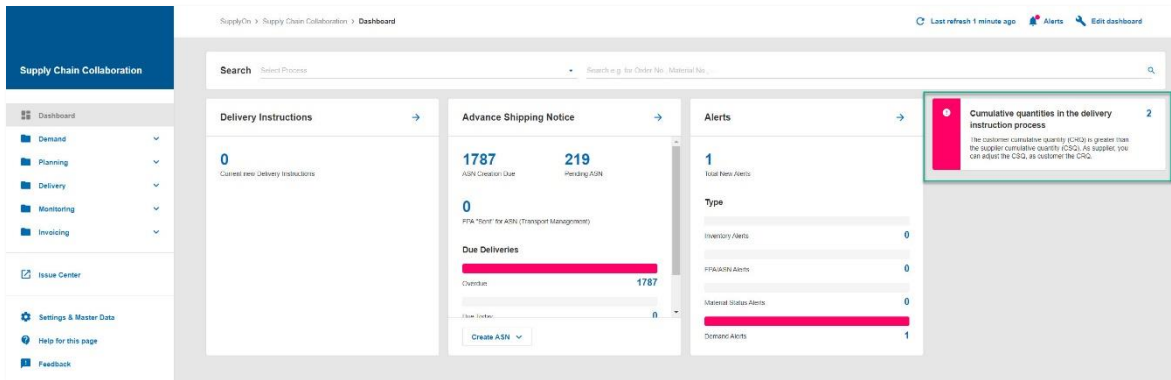 SupplyOn > Supply Chain Collaboration > Dashboard
Last refresh 1 minute ago
Alerts
Edit dashboard
Supply Chain Collaboration
Dashboard
Demand
Planning
Delivery
Monitoring
Invoicing
Issue Center
Settings & Master Data
Help for this page
Feedback
Search
Select Process
Search e.g. for Order No., Material No., ...
Delivery Instructions
0
Current new Delivery Instructions
Advance Shipping Notice
1787
ASN Creation Due
219
Pending ASN
0
FPA "Sent" for ASN (Transport Management)
Due Deliveries
Overdue
1787
Due Today
0
Create ASN
Alerts
1
Total New Alerts
Type
Inventory Alerts
0
FPA/ASN Alerts
0
Material Status Alerts
0
Demand Alerts
1
Cumulative quantities in the delivery
instruction process
2
The customer cumulative quantity (CRQ) is greater than
the supplier cumulative quantity (CSQ). As supplier, you
can adjust the CSQ, as customer the CRQ.